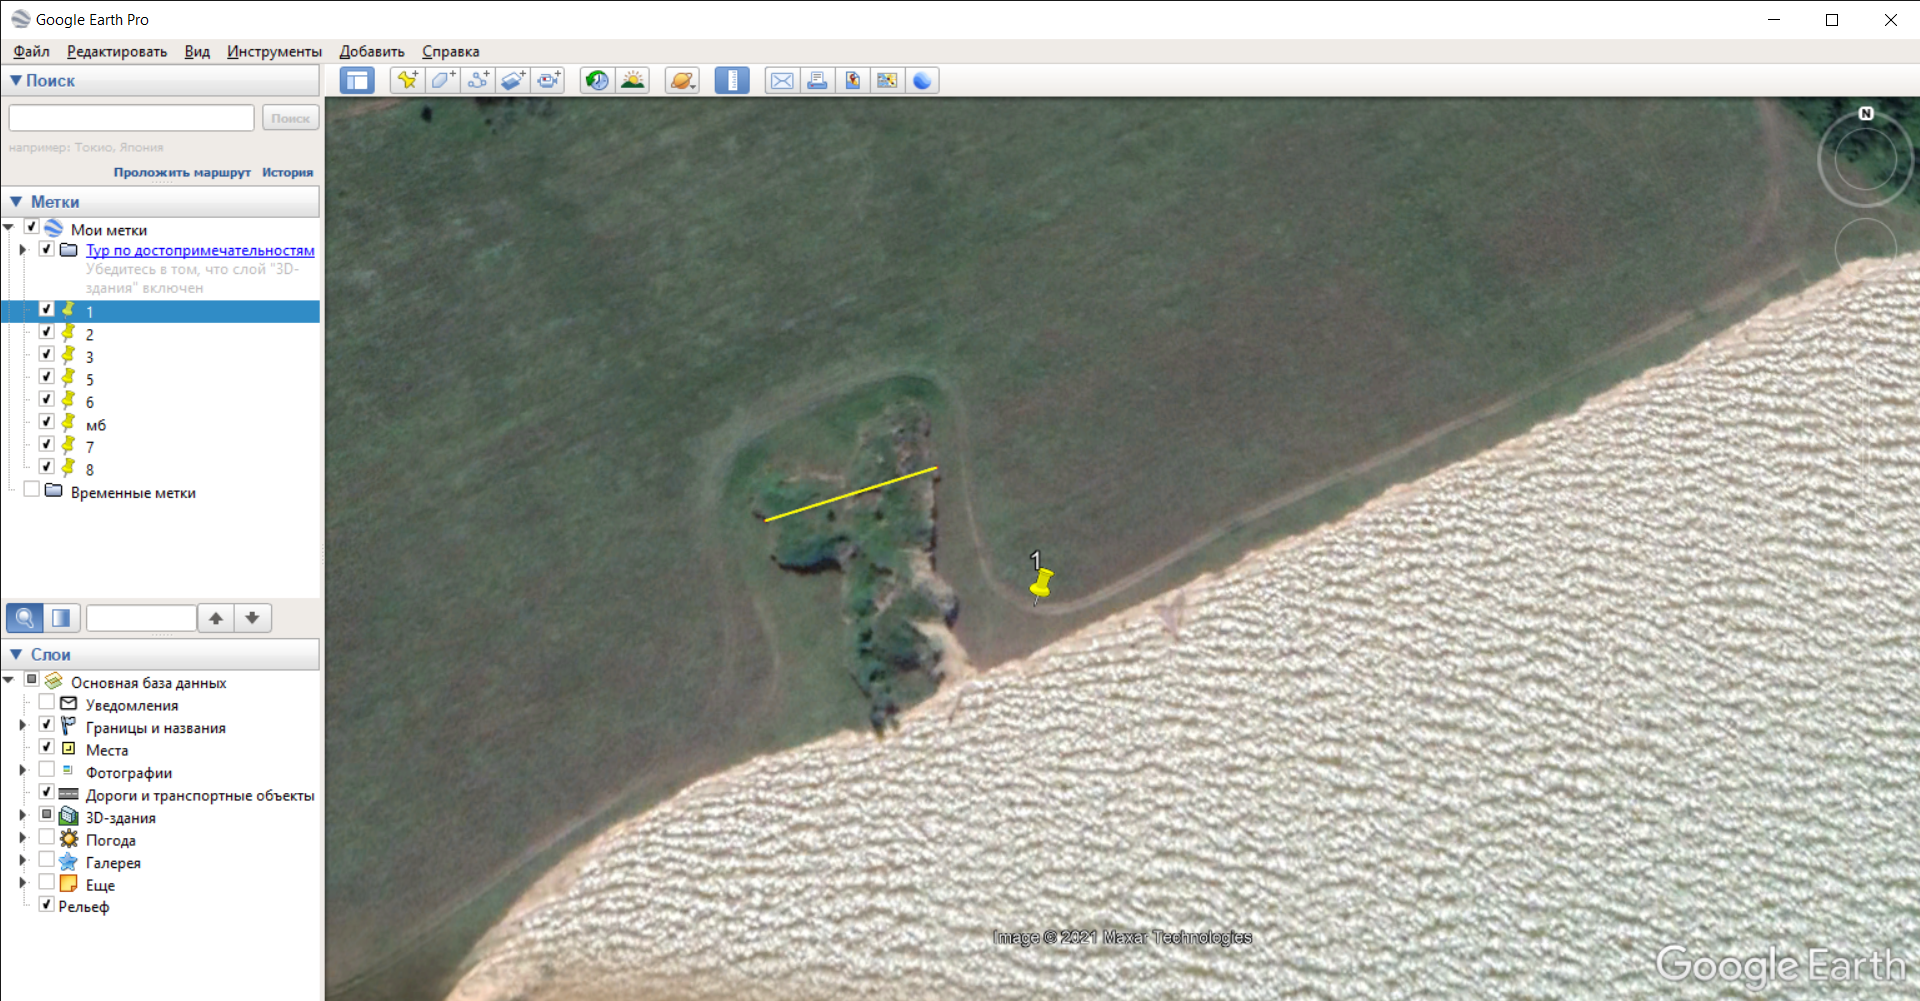 Google Earth Pro
Файл Редактировать Вид Инструменты Добавить Справка
Поиск
Поиск
например: Токио, Япония
Проложить маршрут История
Метки
Мои метки
Тур по достопримечательностям
Убедитесь в том, что слой "3D-
здания" включен
1
2
3
5
6
мб
7
8
Временные метки
Слои
Основная база данных
Уведомления
Границы и названия
Места
Фотографии
Дороги и транспортные объекты
3D-здания
Погода
Галерея
Еще
Рельеф
N
1
Image © 2021 Maxar Technologies
Google Earth